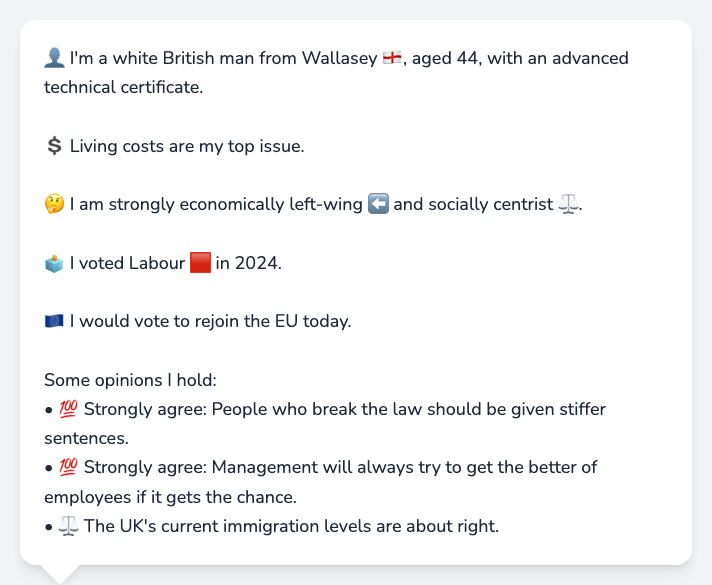 👤 I'm a white British man from Wallasey 🏴󠁧󠁢󠁥󠁮󠁧󠁿, aged 44, with an advanced
technical certificate.
💲 Living costs are my top issue.
🤔 I am strongly economically left-wing ⬅️ and socially centrist ⚖️.
🗳️ I voted Labour 🟥 in 2024.
🇪🇺 I would vote to rejoin the EU today.
Some opinions I hold:
• 💯 Strongly agree: People who break the law should be given stiffer
sentences.
• 💯 Strongly agree: Management will always try to get the better of
employees if it gets the chance.
• ⚖️ The UK's current immigration levels are about right.